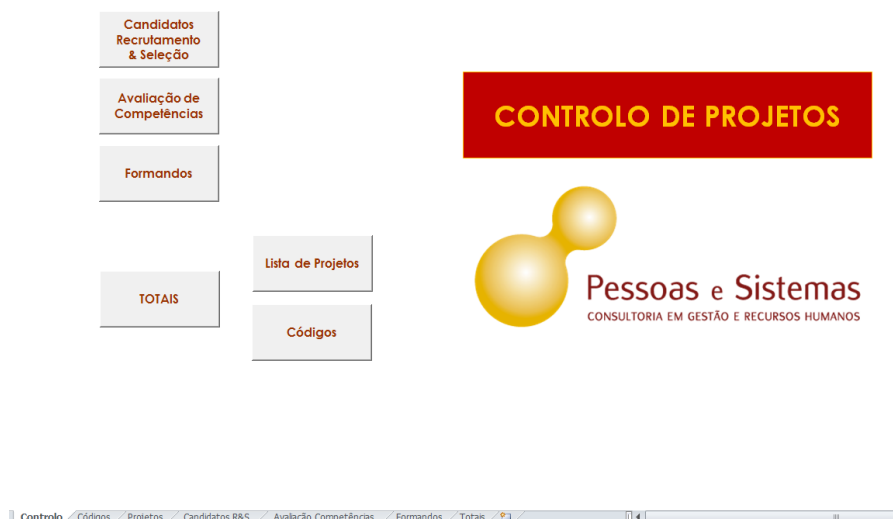 Candidatos
Recrutamento
& Seleção
Avaliação de
Competências
Formandos
TOTAIS
Lista de Projetos
Códigos
CONTROLO DE PROJETOS
Pessoas e Sistemas
CONSULTORIA EM GESTÃO E RECURSOS HUMANOS
Controlo Códigos Projetos Candidatos R&S Avaliação Competências Formandos Totais